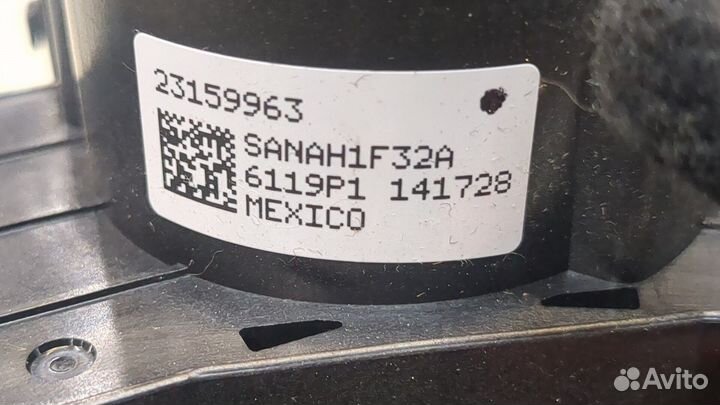 23159963
SANAH1F32A
6119P1 141728
MEXICO
Avito